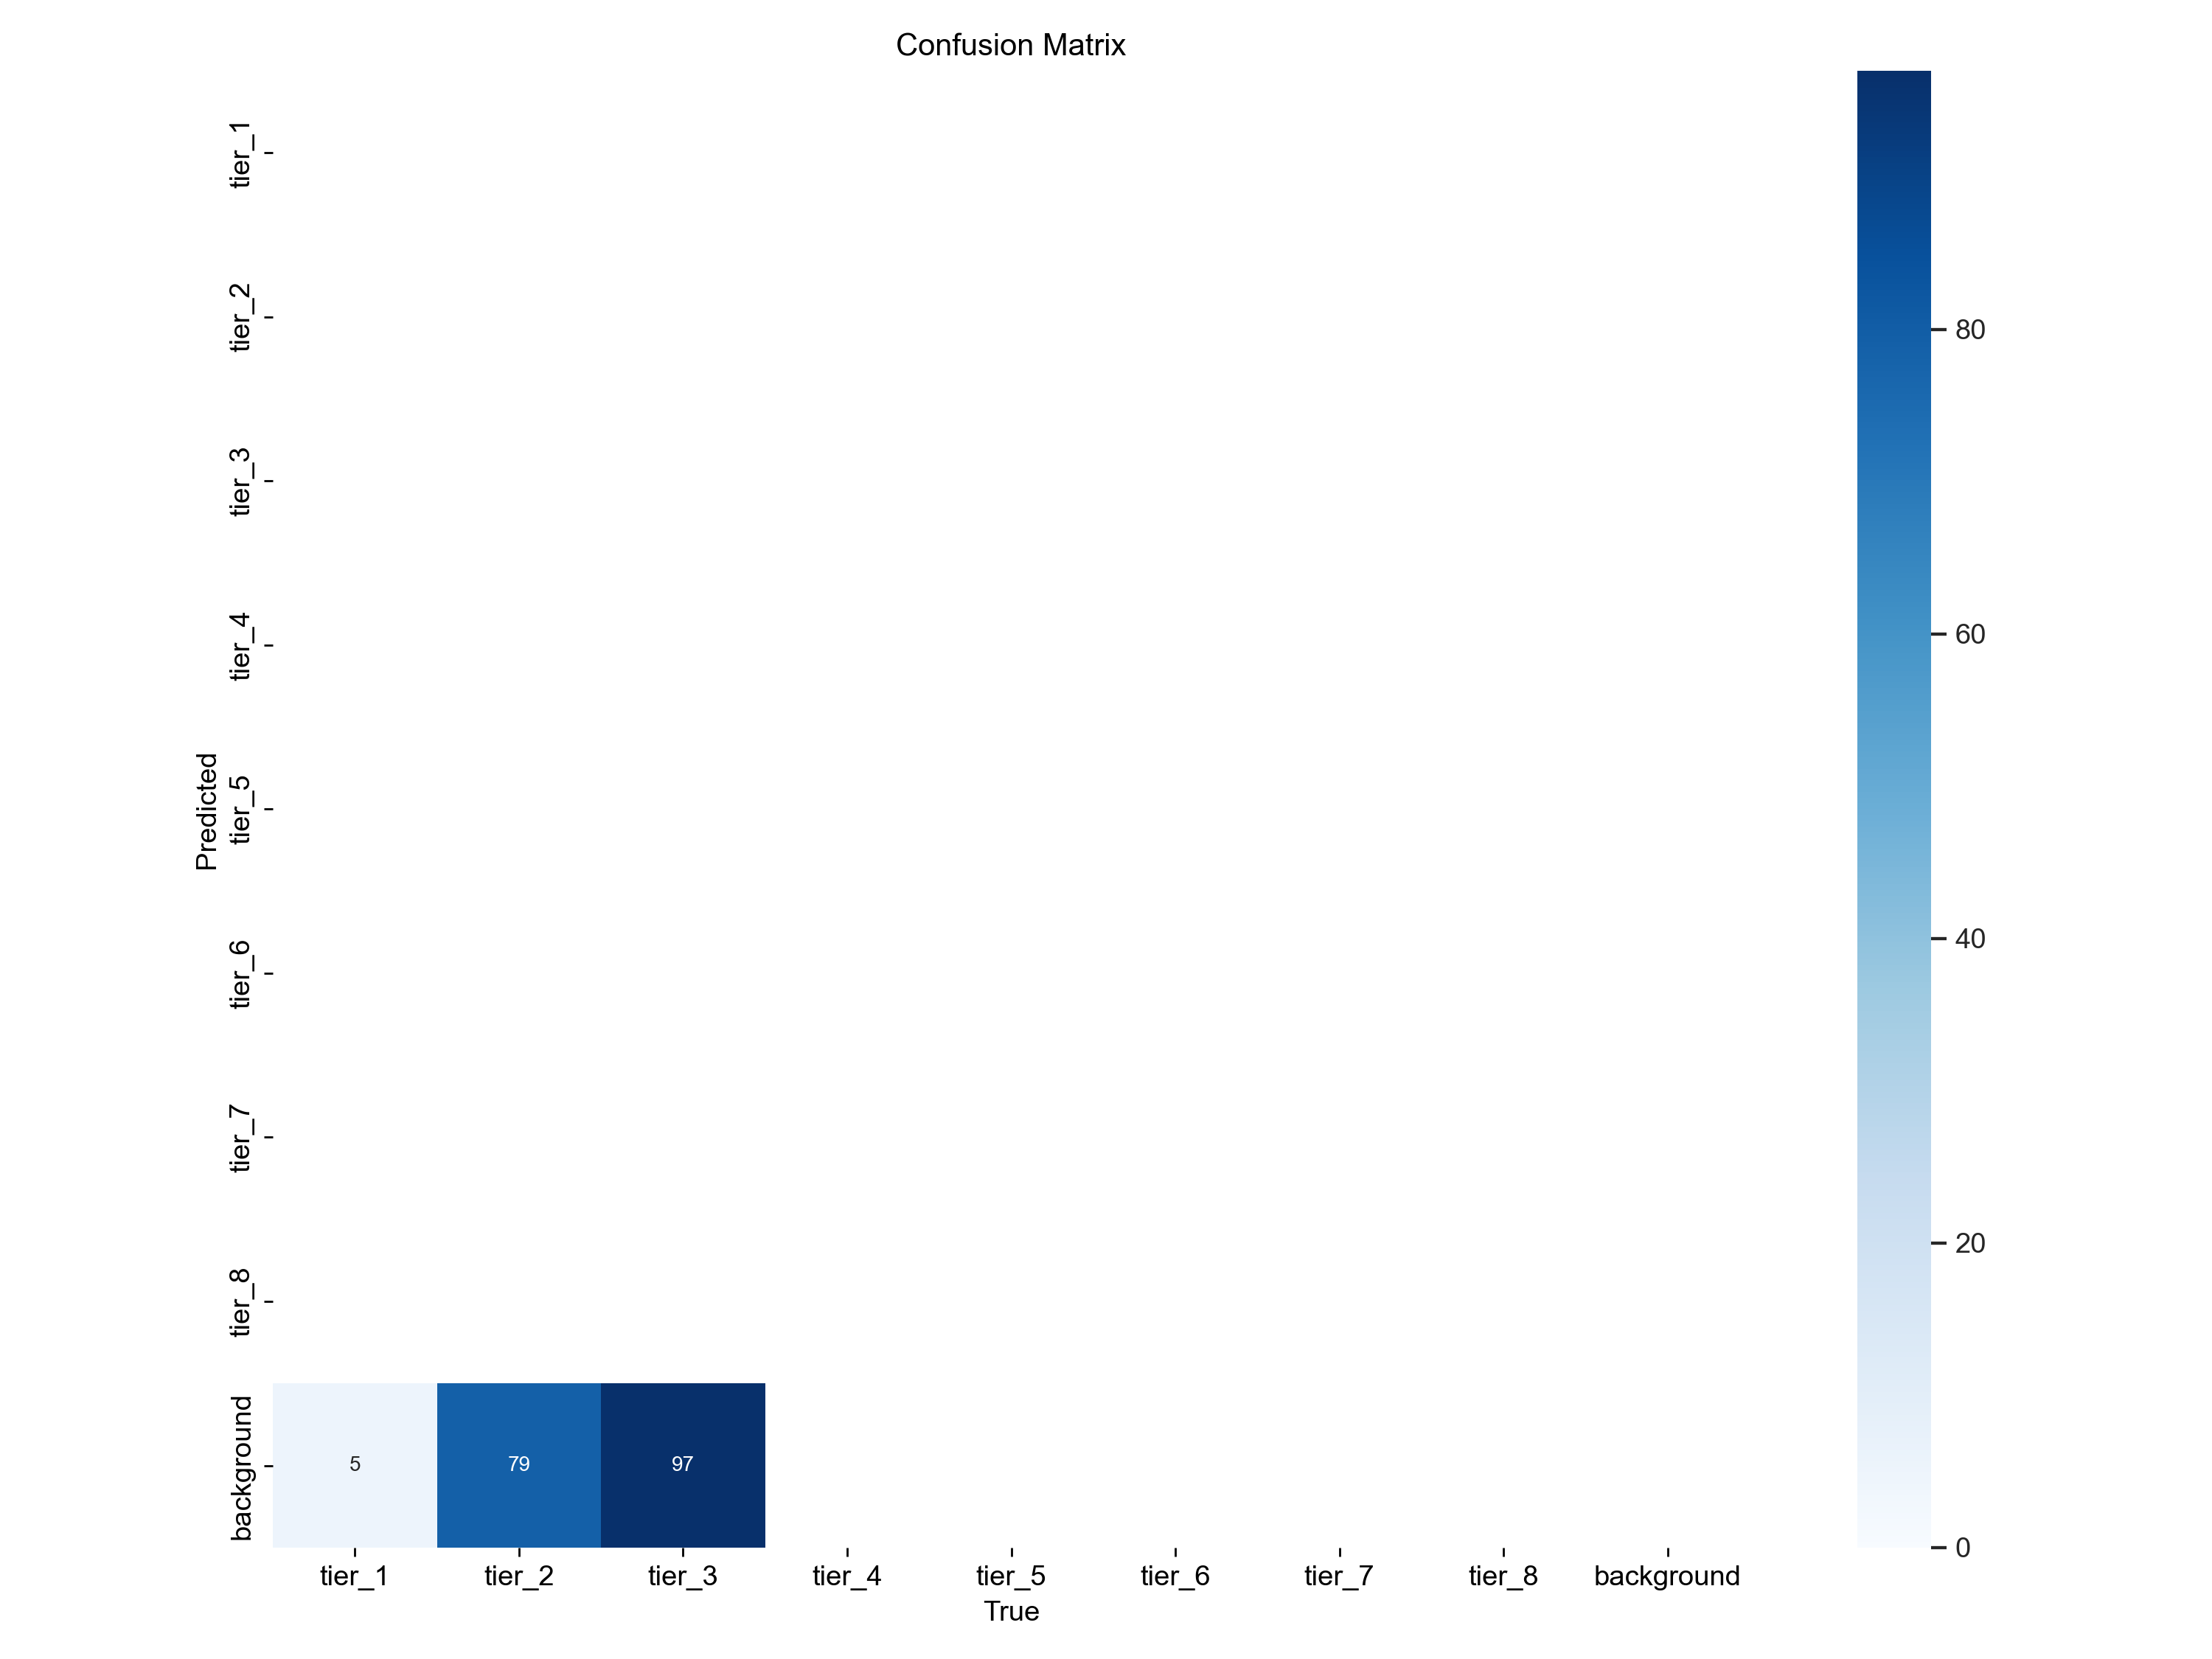 Confusion Matrix
tier_1
tier_2
tier_3
tier_4
tier_5
tier_6
tier_7
tier_8
background
Predicted
5
79
97
tier_1 tier_2 tier_3 tier_4 tier_5 tier_6 tier_7 tier_8 background
True
80
60
40
20
0